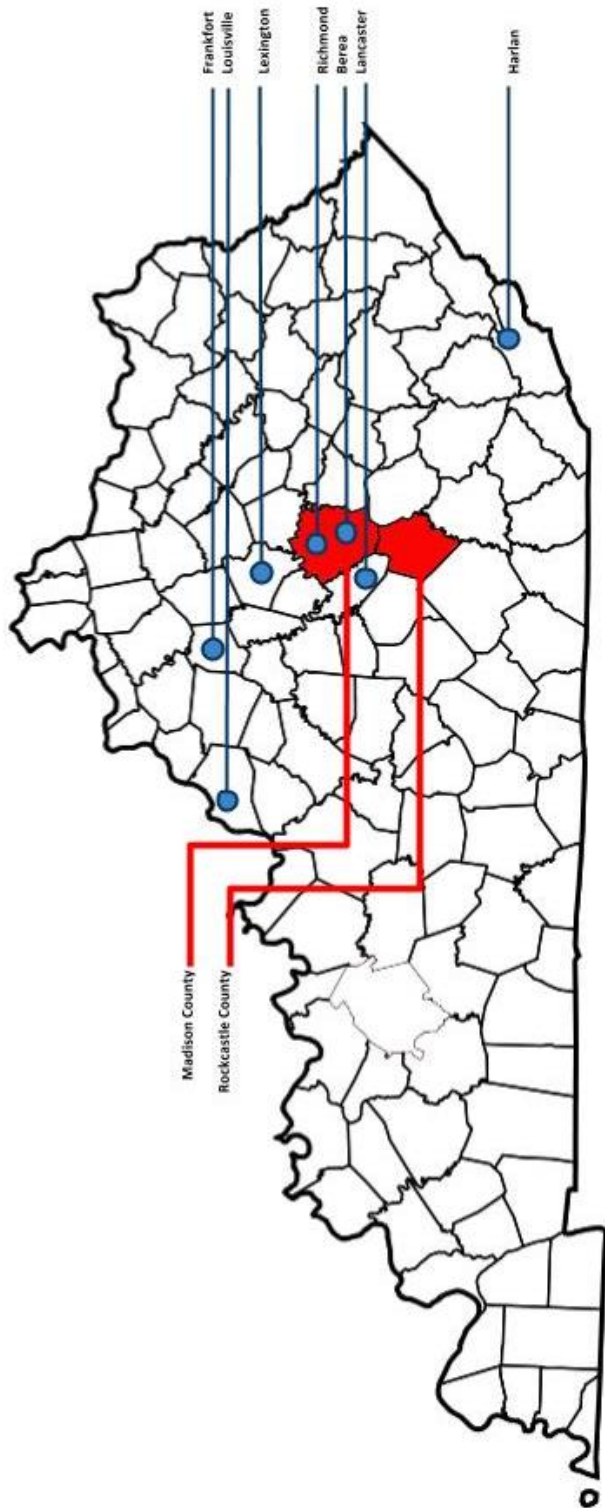 Frankfort
Louisville
Lexington
Richmond
Berea
Lancaster
Harlan
Madison County
Rockcastle County